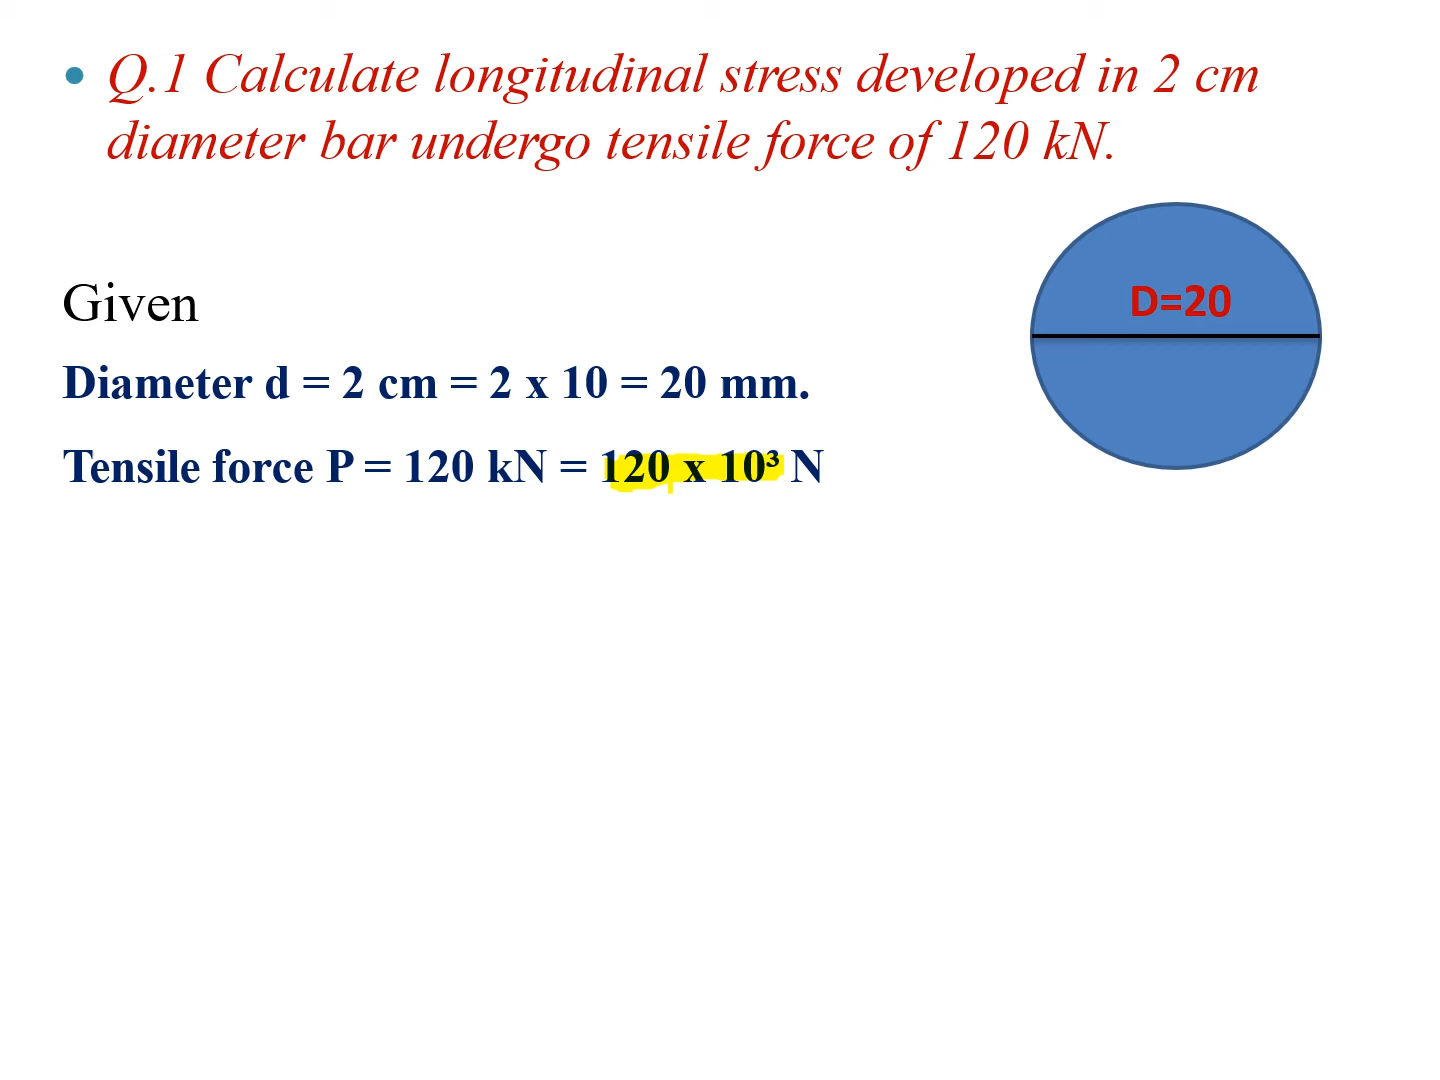 • Q.1 Calculate longitudinal stress developed in 2 cm
diameter bar undergo tensile force of 120 kN.
D=20
Given
Diameter d = 2 cm = 2 x 10 = 20 mm.
Tensile force P = 120 kN = 120 x 10³ N